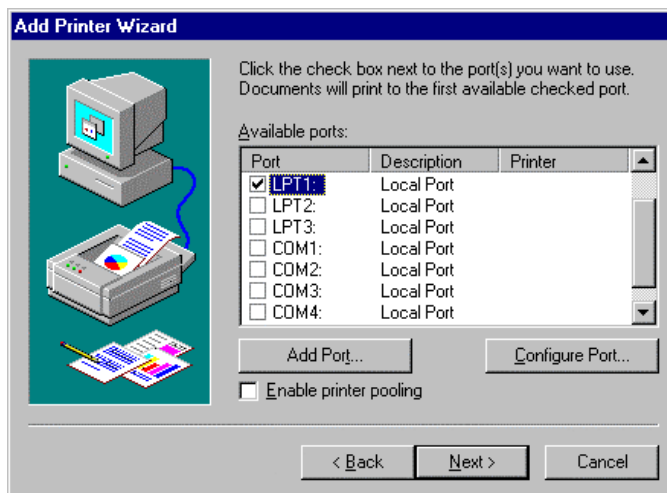 Add Printer Wizard
Click the check box next to the port(s) you want to use.
Documents will print to the first available checked port.
Available ports:
Port Description Printer
LPT1: Local Port
LPT2: Local Port
LPT3: Local Port
COM1: Local Port
COM2: Local Port
COM3: Local Port
COM4: Local Port
Add Port... Configure Port...
Enable printer pooling
< Back Next > Cancel